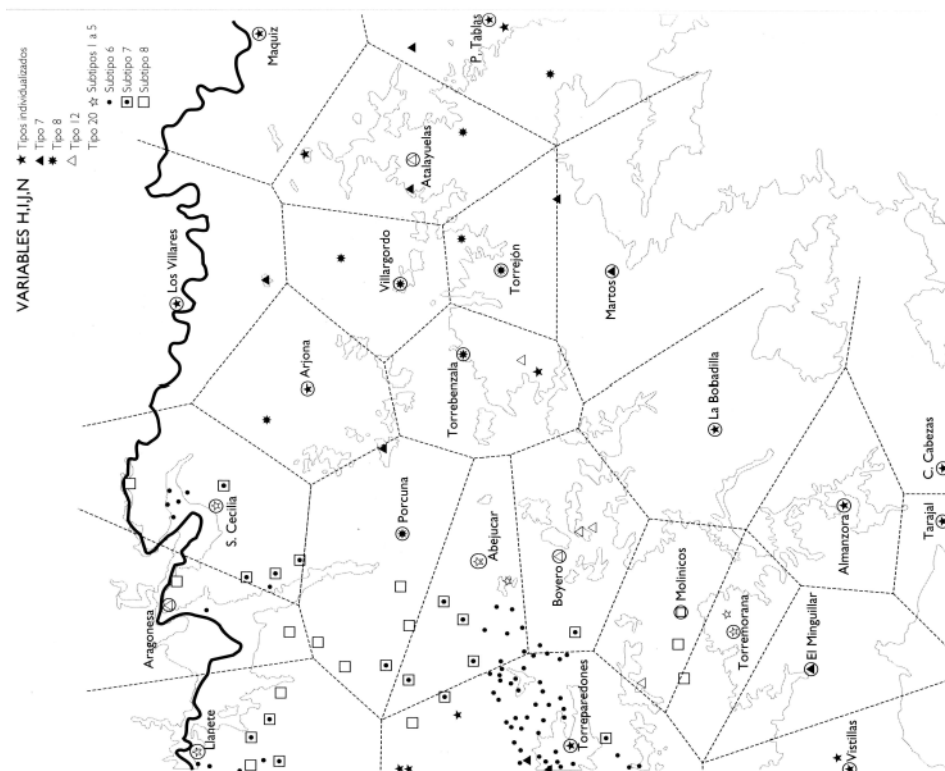 VARIABLES H,I,J,N
★ Tipos individualizados
▲ Tipo 7
✸ Tipo 8
△ Tipo 12
Tipo 20 ☆ Subtipos 1 a 5
• Subtipo 6
▣ Subtipo 7
□ Subtipo 8
Maquiz
P. Tablas
Atalayuelas
Los Villares
Villargordo
Torrejón
Martos
Arjona
Torrebenzala
La Bobadilla
C. Cabezas
S. Cecilia
Porcuna
Abejucar
Boyero
Almanzora
Tarajal
Aragonesa
Molinicos
Torremorana
El Minguillar
Llanete
Torreparedones
Vistillas